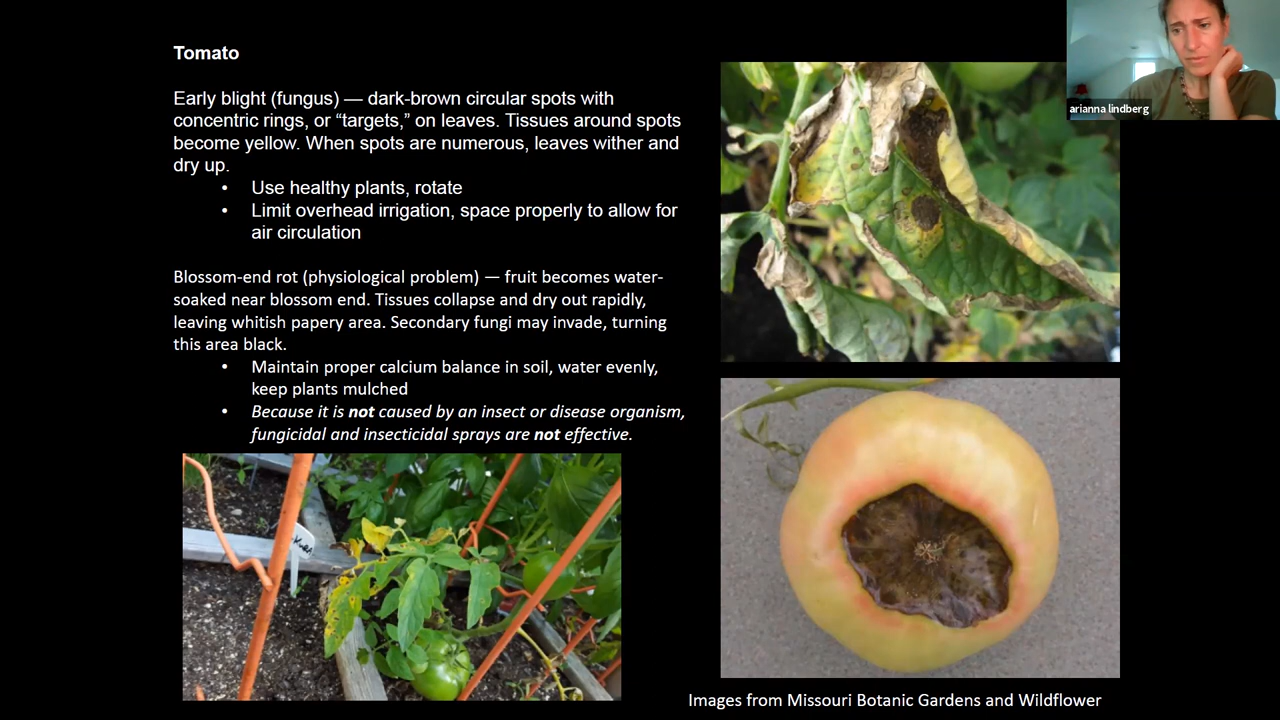 Tomato
Early blight (fungus) — dark-brown circular spots with
concentric rings, or “targets,” on leaves. Tissues around spots
become yellow. When spots are numerous, leaves wither and
dry up.
• Use healthy plants, rotate
• Limit overhead irrigation, space properly to allow for
air circulation
Blossom-end rot (physiological problem) — fruit becomes water-
soaked near blossom end. Tissues collapse and dry out rapidly,
leaving whitish papery area. Secondary fungi may invade, turning
this area black.
• Maintain proper calcium balance in soil, water evenly,
keep plants mulched
• Because it is not caused by an insect or disease organism,
fungicidal and insecticidal sprays are not effective.
arianna lindberg
Images from Missouri Botanic Gardens and Wildflower